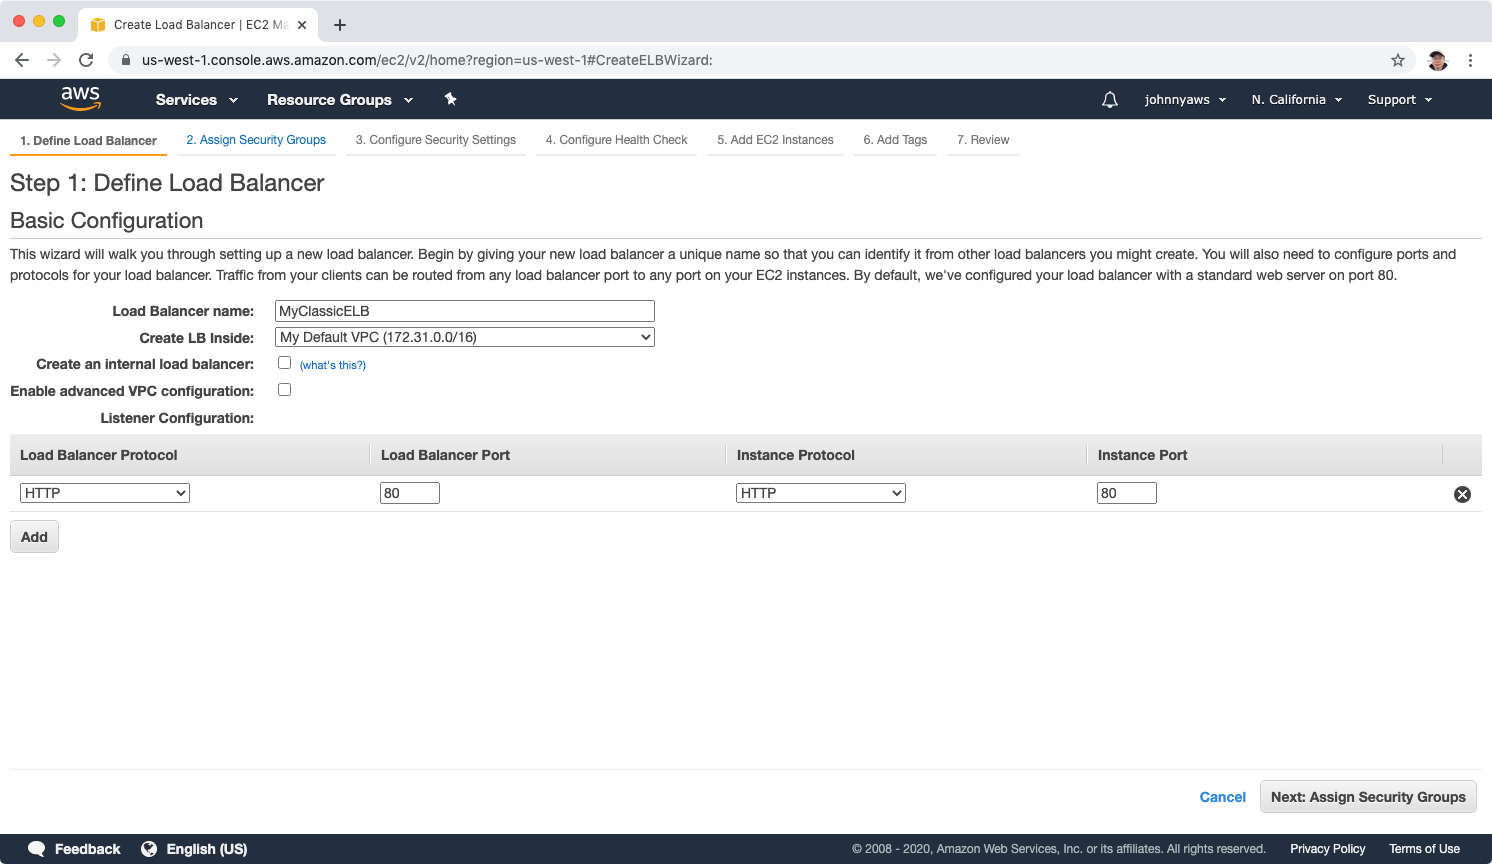 Create Load Balancer | EC2 Ma
us-west-1.console.aws.amazon.com/ec2/v2/home?region=us-west-1#CreateELBWizard:
aws Services Resource Groups johnnyaws N. California Support
1. Define Load Balancer 2. Assign Security Groups 3. Configure Security Settings 4. Configure Health Check 5. Add EC2 Instances 6. Add Tags 7. Review
Step 1: Define Load Balancer
Basic Configuration
This wizard will walk you through setting up a new load balancer. Begin by giving your new load balancer a unique name so that you can identify it from other load balancers you might create. You will also need to configure ports and
protocols for your load balancer. Traffic from your clients can be routed from any load balancer port to any port on your EC2 instances. By default, we've configured your load balancer with a standard web server on port 80.
Load Balancer name: MyClassicELB
Create LB Inside: My Default VPC (172.31.0.0/16)
Create an internal load balancer: (what's this?)
Enable advanced VPC configuration:
Listener Configuration:
Load Balancer Protocol Load Balancer Port Instance Protocol Instance Port
HTTP 80 HTTP 80
Add
Cancel Next: Assign Security Groups
Feedback English (US) © 2008 - 2020, Amazon Web Services, Inc. or its affiliates. All rights reserved. Privacy Policy Terms of Use